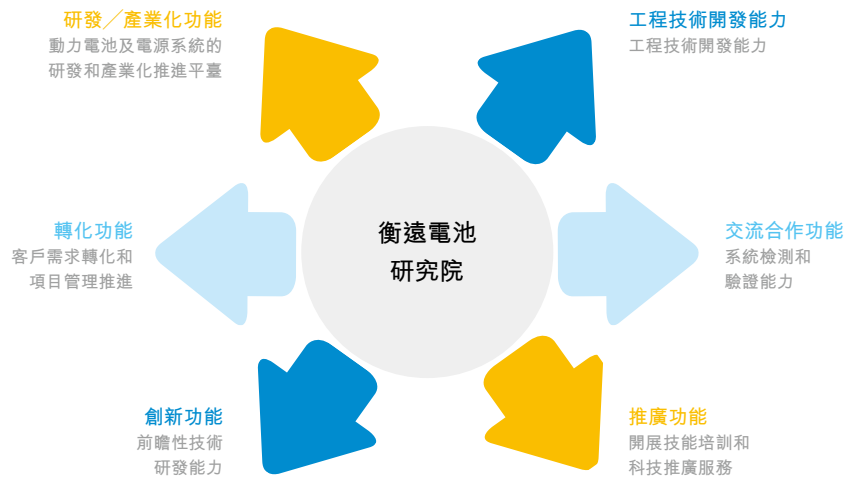 研發╱產業化功能
動力電池及電源系統的
研發和產業化推進平臺
工程技術開發能力
工程技術開發能力
衡遠電池
研究院
轉化功能
客戶需求轉化和
項目管理推進
交流合作功能
系統檢測和
驗證能力
創新功能
前瞻性技術
研發能力
推廣功能
開展技能培訓和
科技推廣服務